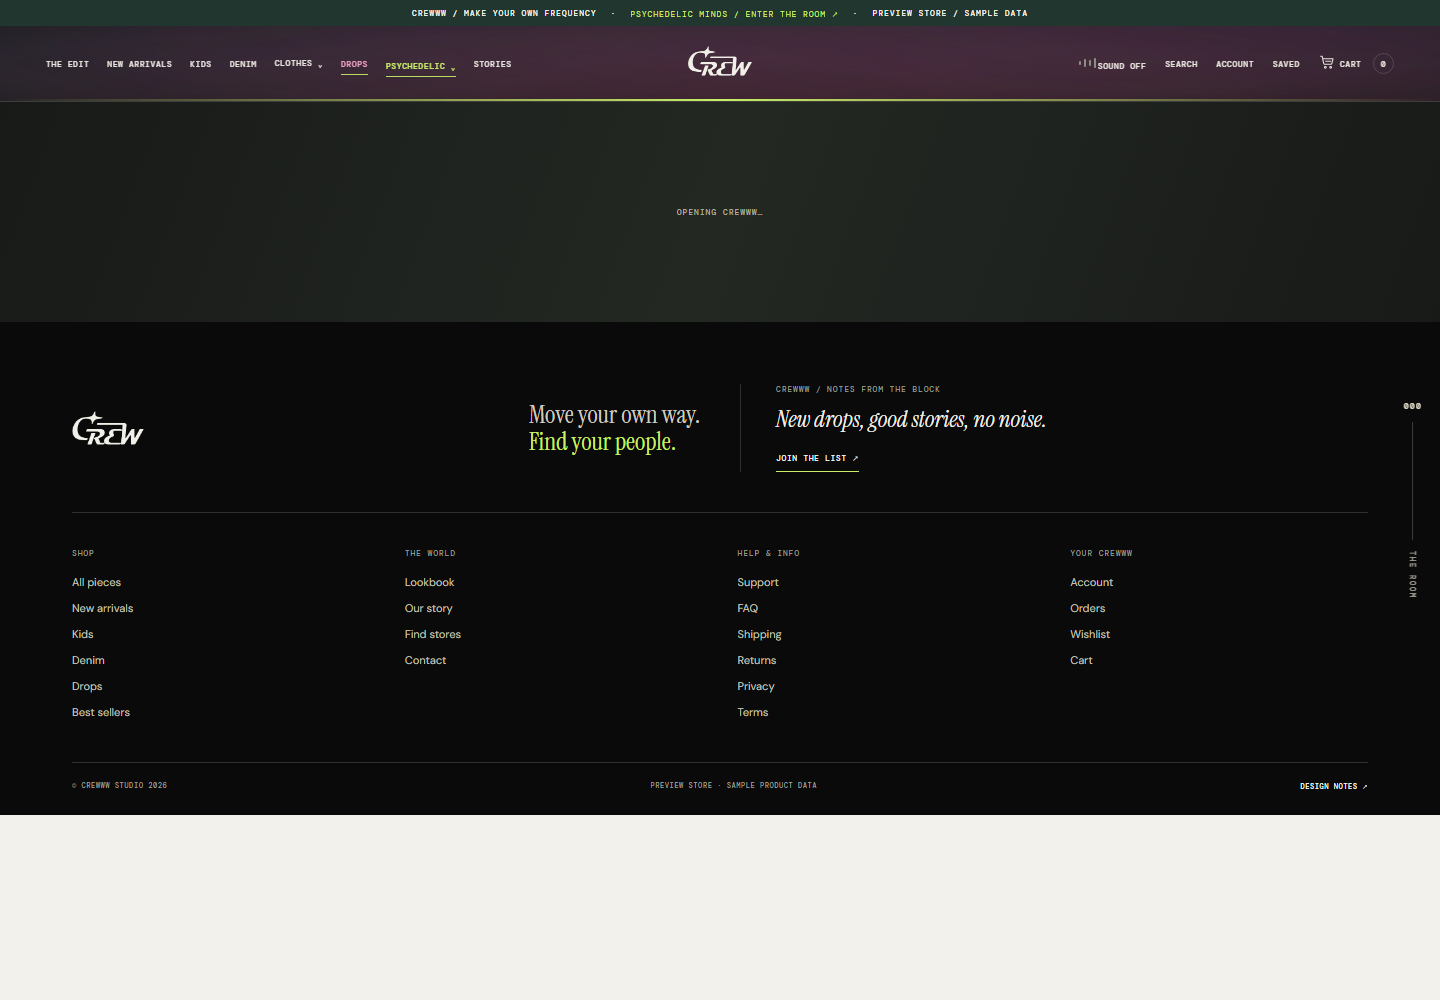 CREWWW / MAKE YOUR OWN FREQUENCY · PSYCHEDELIC MINDS / ENTER THE ROOM ↗ · PREVIEW STORE / SAMPLE DATA
THE EDIT NEW ARRIVALS KIDS DENIM CLOTHES DROPS PSYCHEDELIC STORIES
CREW
SOUND OFF SEARCH ACCOUNT SAVED CART 0
OPENING CREWWW…
CREW
Move your own way.
Find your people.
CREWWW / NOTES FROM THE BLOCK
New drops, good stories, no noise.
JOIN THE LIST ↗
000
THE ROOM
SHOP
All pieces
New arrivals
Kids
Denim
Drops
Best sellers
THE WORLD
Lookbook
Our story
Find stores
Contact
HELP & INFO
Support
FAQ
Shipping
Returns
Privacy
Terms
YOUR CREWWW
Account
Orders
Wishlist
Cart
© CREWWW STUDIO 2026
PREVIEW STORE · SAMPLE PRODUCT DATA
DESIGN NOTES ↗